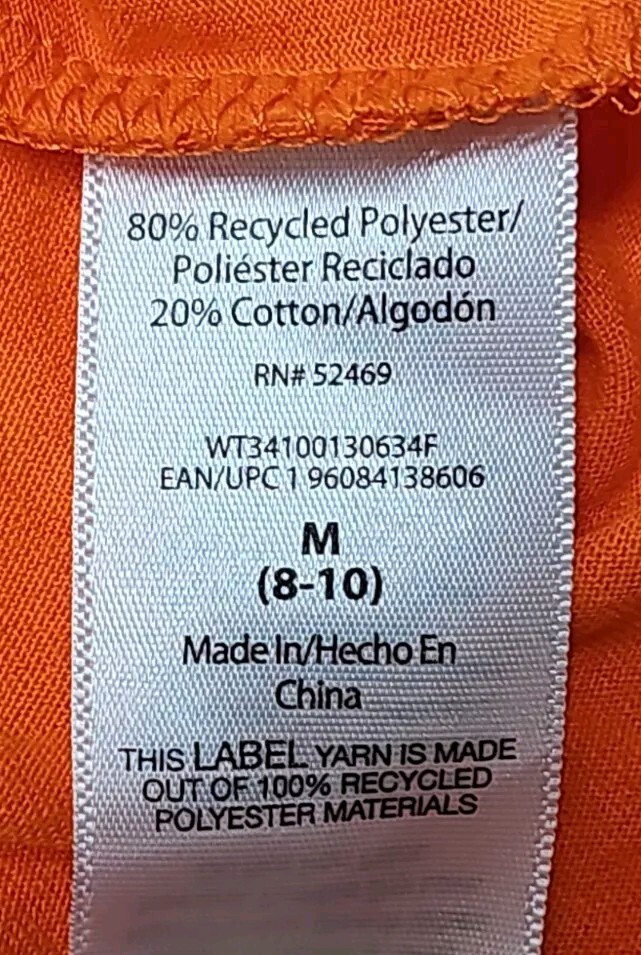 80% Recycled Polyester/
Poliéster Reciclado
20% Cotton/Algodón
RN# 52469
WT34100130634F
EAN/UPC 1 96084138606
M
(8-10)
Made In/Hecho En
China
THIS LABEL YARN IS MADE
OUT OF 100% RECYCLED
POLYESTER MATERIALS